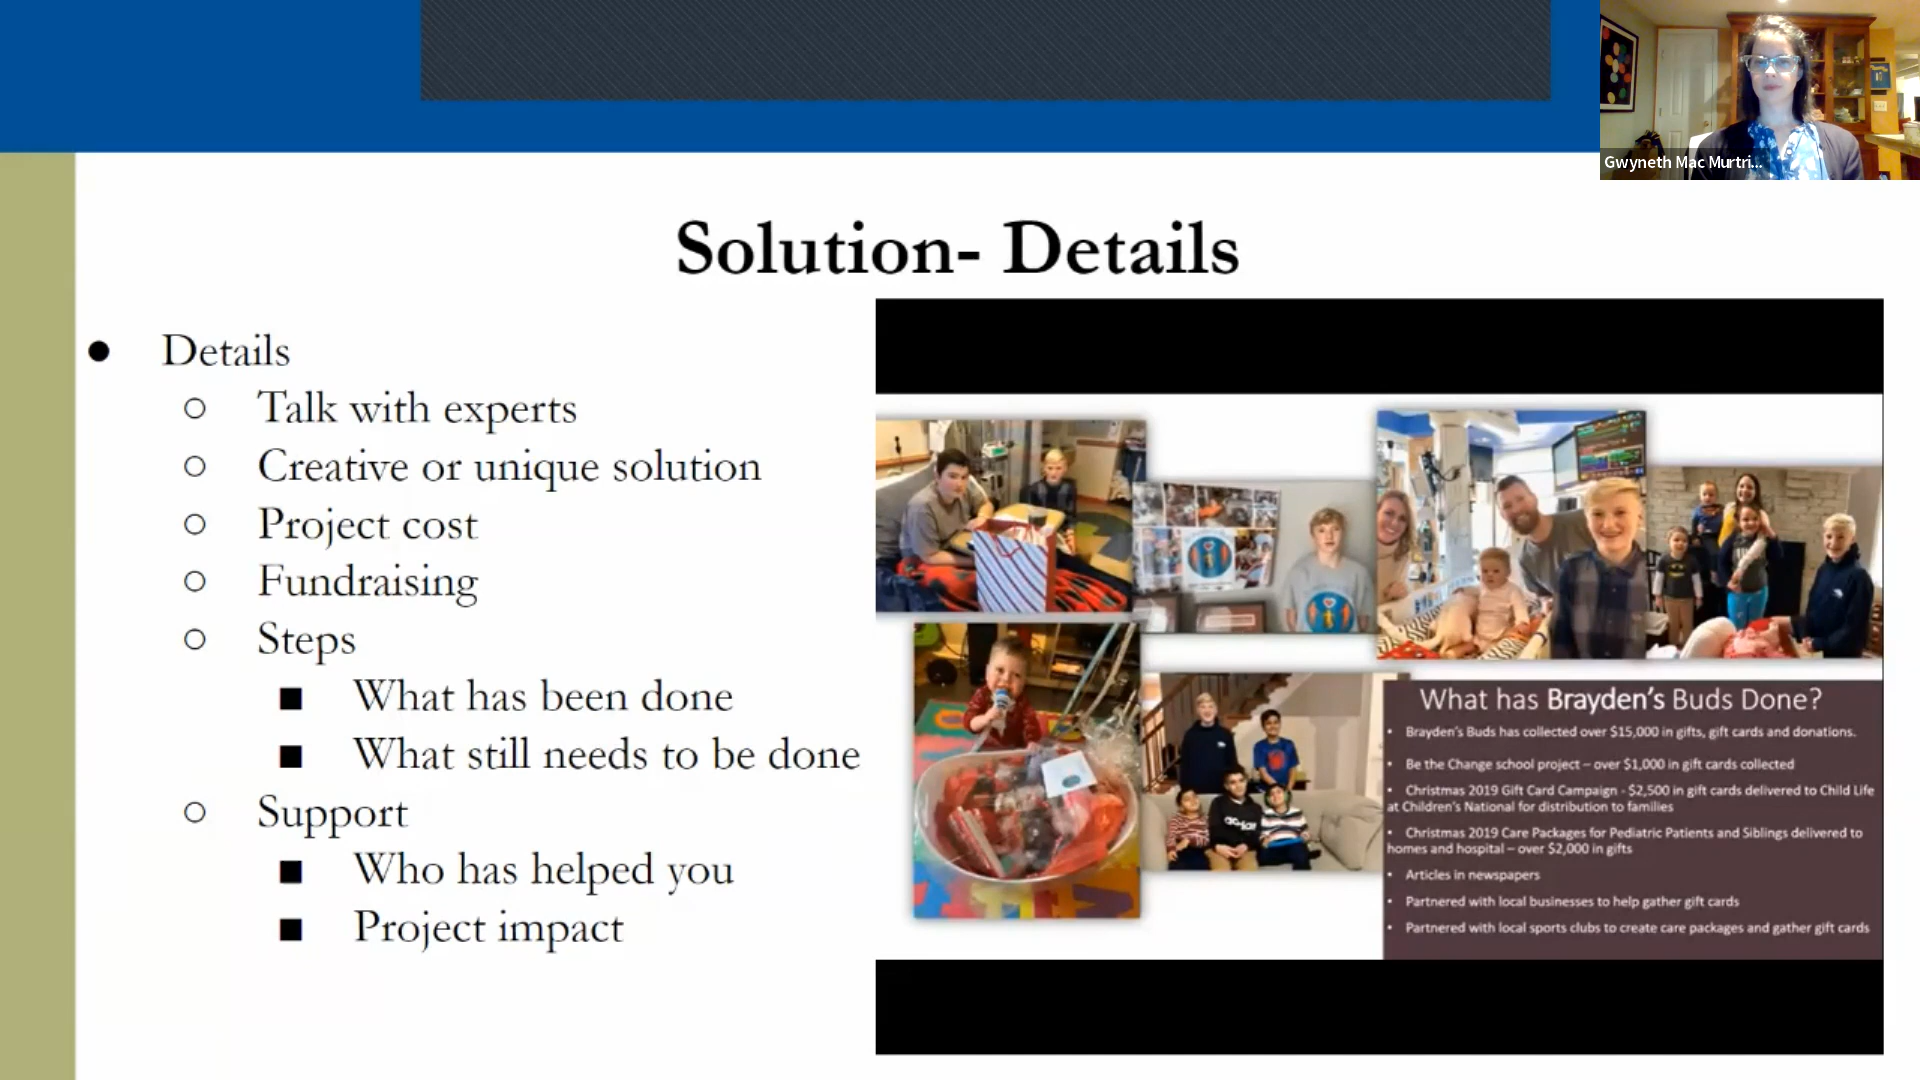 Gwyneth Mac Murtri...
Solution- Details
● Details
○ Talk with experts
○ Creative or unique solution
○ Project cost
○ Fundraising
○ Steps
■ What has been done
■ What still needs to be done
○ Support
■ Who has helped you
■ Project impact
What has Brayden's Buds Done?
• Brayden's Buds has collected over $15,000 in gifts, gift cards and donations.
• Be the Change school project – over $1,000 in gift cards collected
• Christmas 2019 Gift Card Campaign - $2,500 in gift cards delivered to Child Life
at Children's National for distribution to families
• Christmas 2019 Care Packages for Pediatric Patients and Siblings delivered to
homes and hospital – over $2,000 in gifts
• Articles in newspapers
• Partnered with local businesses to help gather gift cards
• Partnered with local sports clubs to create care packages and gather gift cards